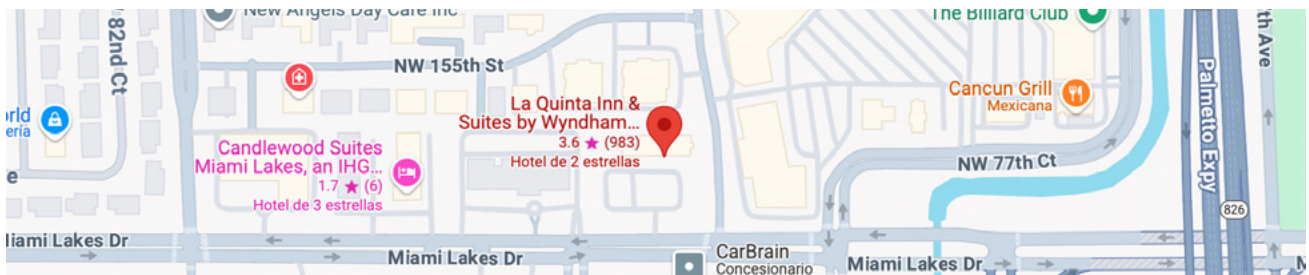 New Angels Day Care Inc
The Billiard Club
82nd Ct
NW 155th St
La Quinta Inn &
Suites by Wyndham...
3.6 ★ (983)
Hotel de 2 estrellas
Candlewood Suites
Miami Lakes, an IHG...
1.7 ★ (6)
Hotel de 3 estrellas
Cancun Grill
Mexicana
NW 77th Ct
Palmetto Expy
826
Ave
Miami Lakes Dr
Miami Lakes Dr
Miami Lakes Dr
CarBrain
Concesionario